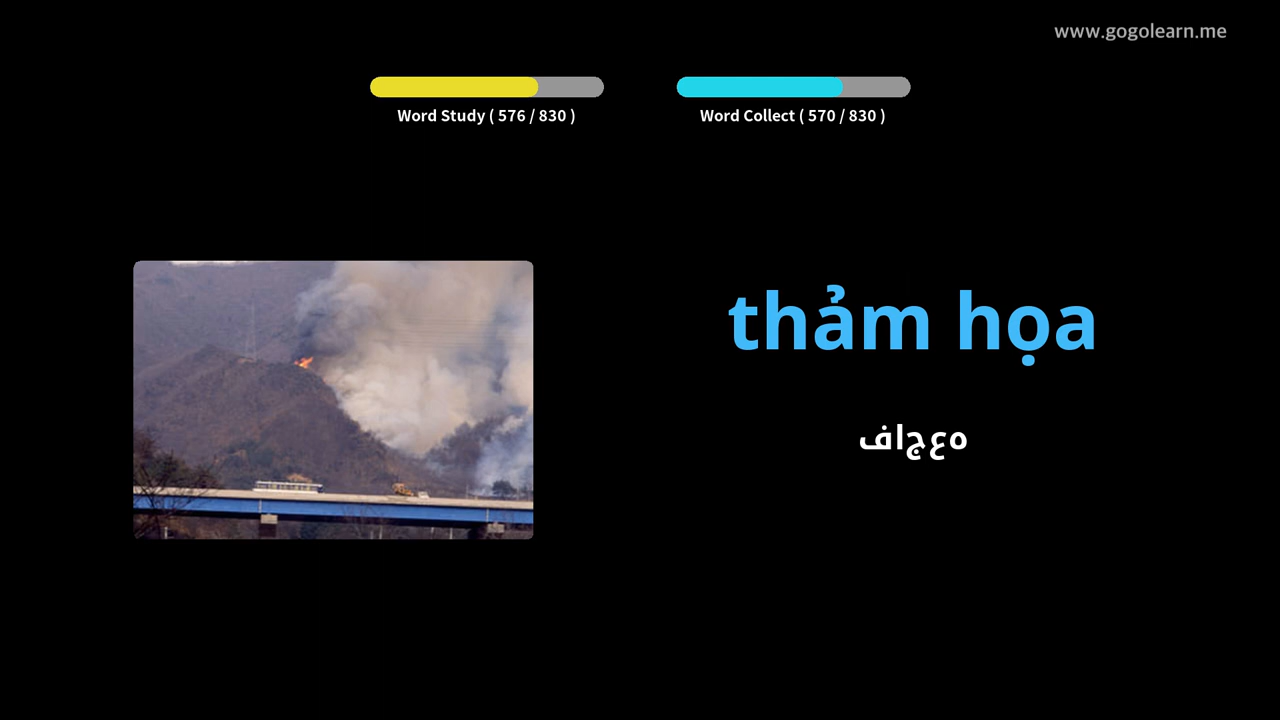 www.gogolearn.me
Word Study ( 576 / 830 )
Word Collect ( 570 / 830 )
thảm họa
فاجعه